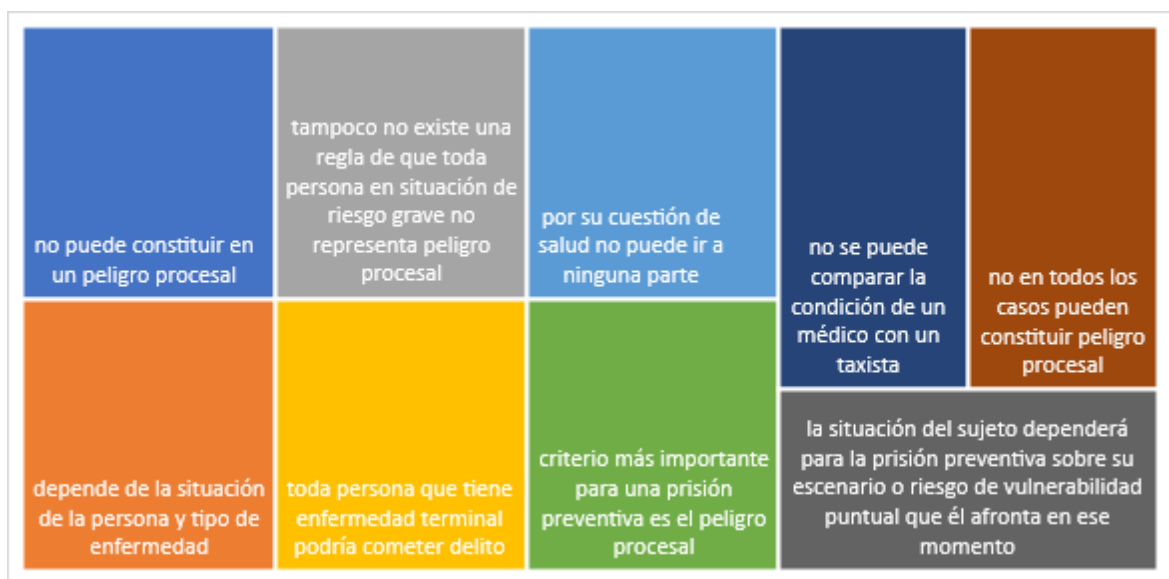 no puede constituir en
un peligro procesal
tampoco no existe una
regla de que toda
persona en situación de
riesgo grave no
representa peligro
procesal
por su cuestión de
salud no puede ir a
ninguna parte
no se puede
comparar la
condición de un
médico con un
taxista
no en todos los
casos pueden
constituir peligro
procesal
depende de la situación
de la persona y tipo de
enfermedad
toda persona que tiene
enfermedad terminal
podría cometer delito
criterio más importante
para una prisión
preventiva es el peligro
procesal
la situación del sujeto dependerá
para la prisión preventiva sobre su
escenario o riesgo de vulnerabilidad
puntual que él afronta en ese
momento